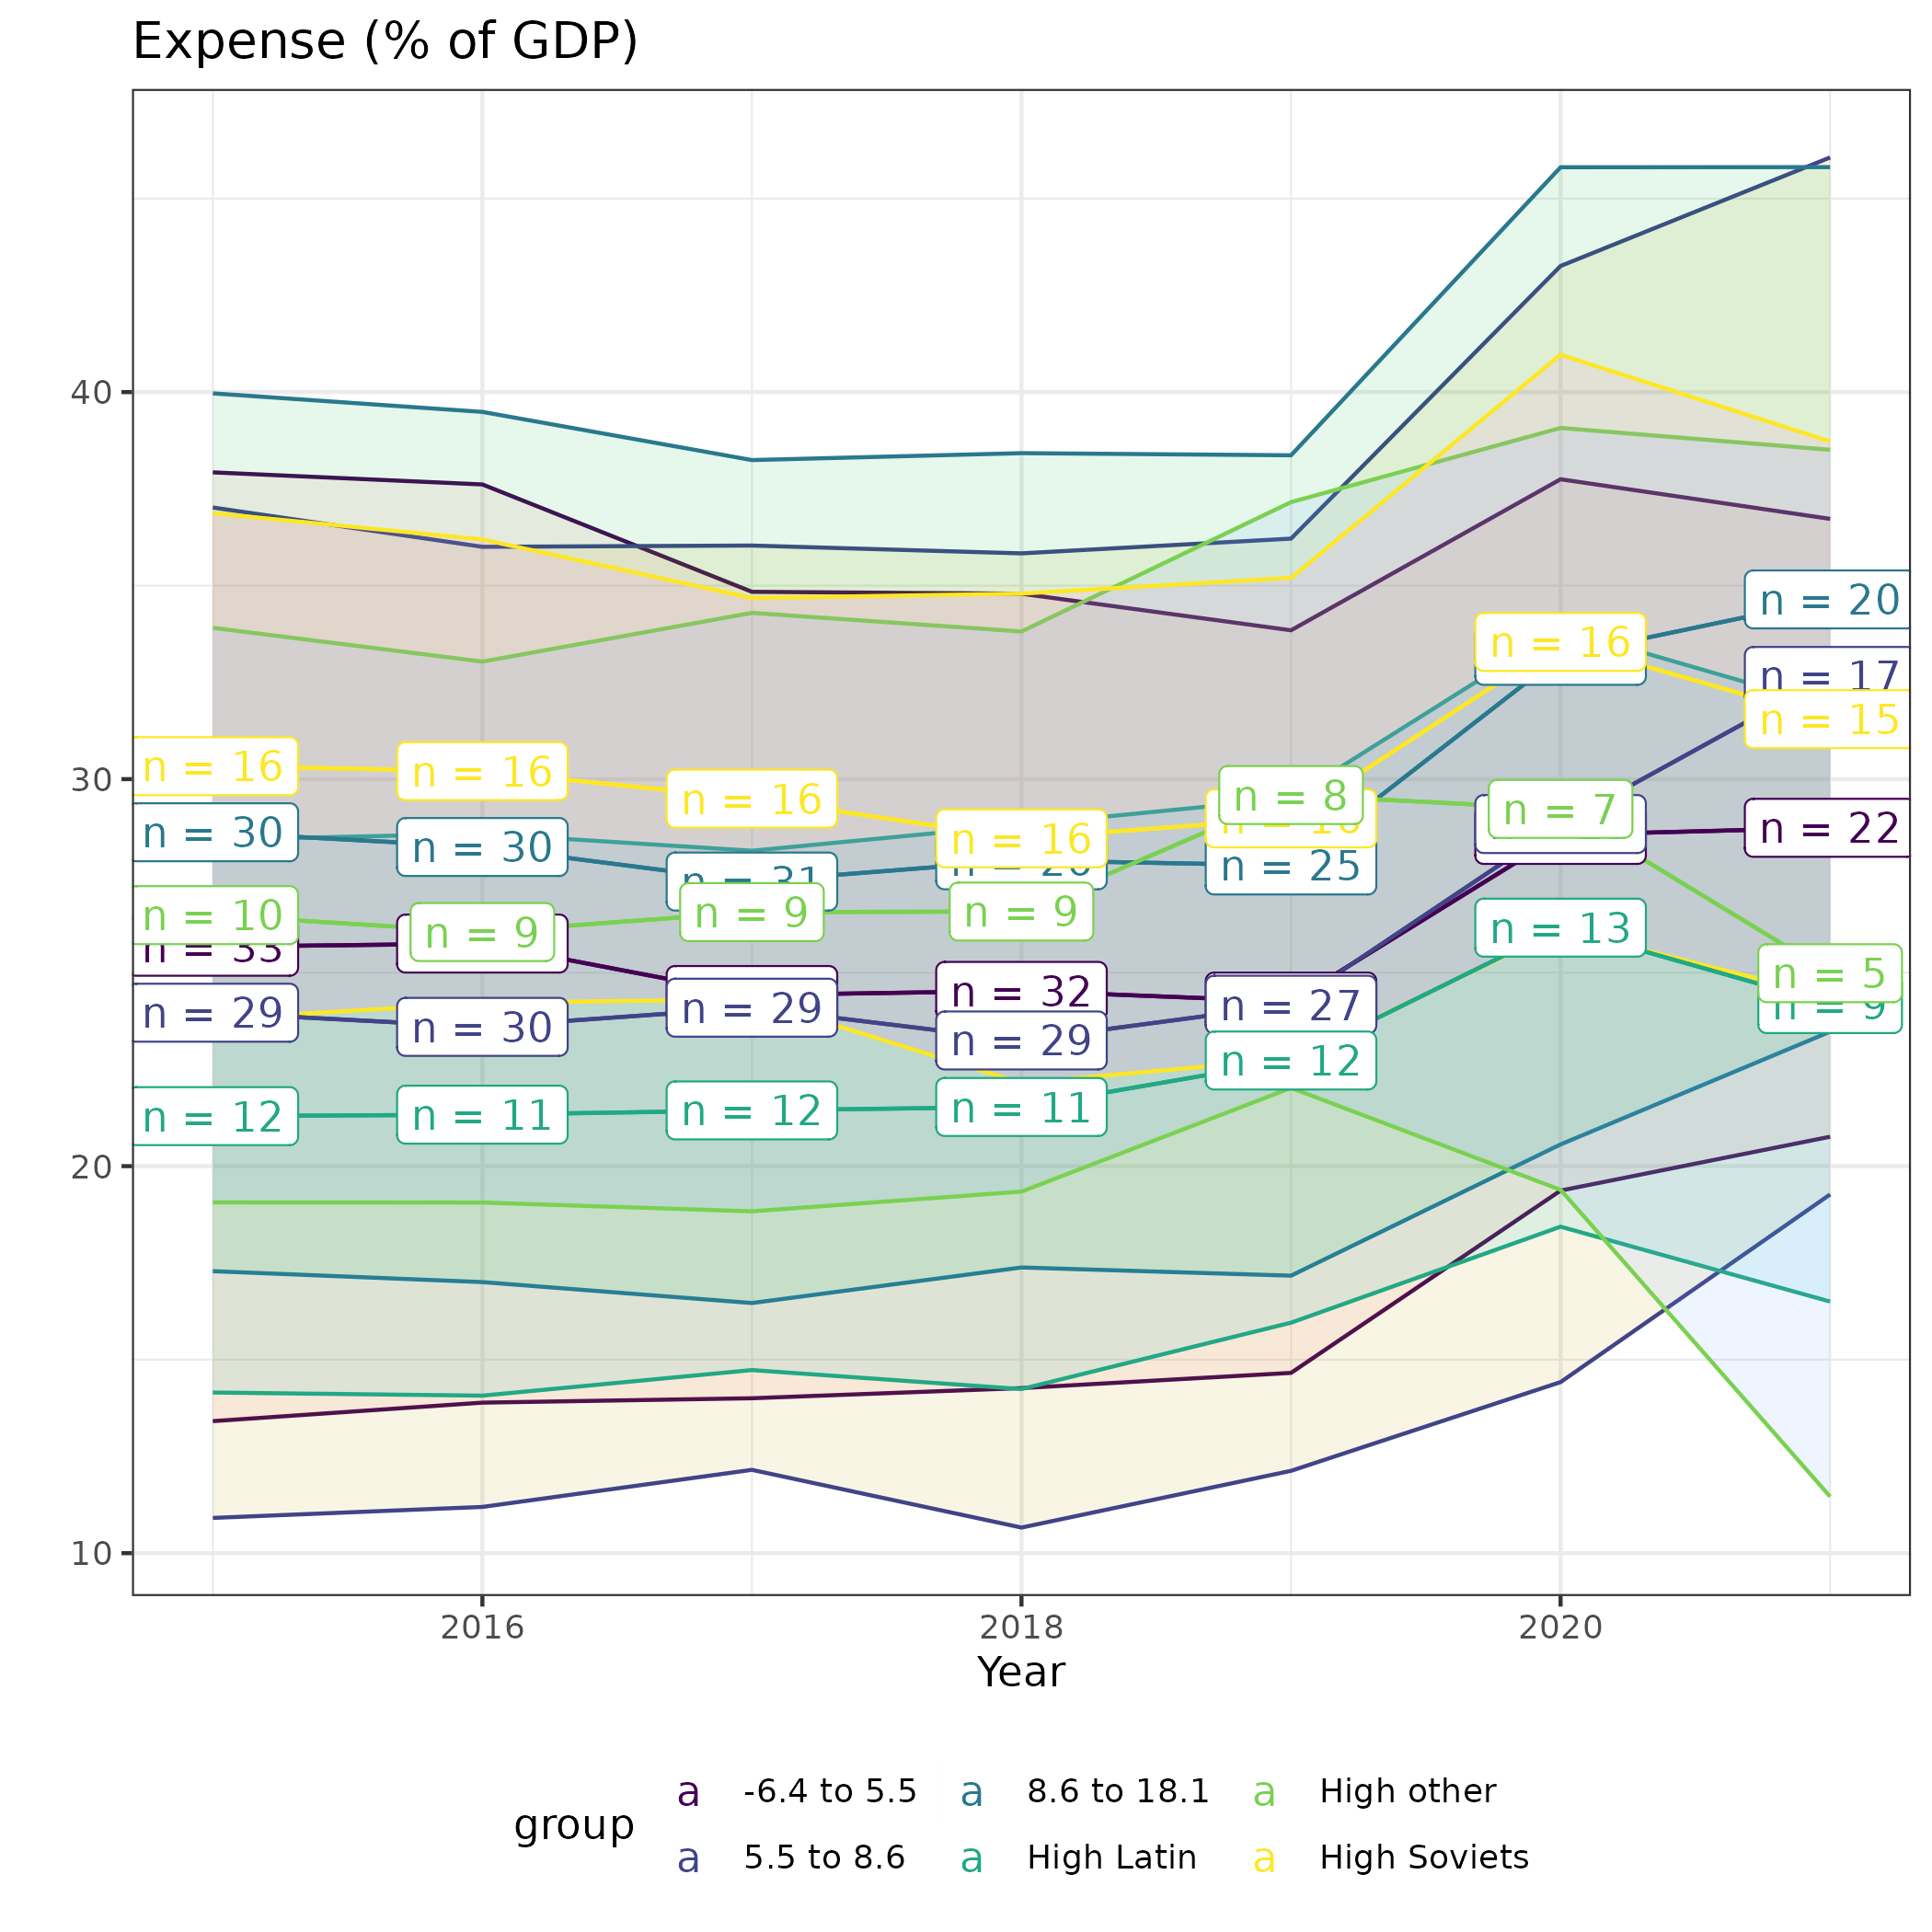 Expense (% of GDP)
40
30
20
10
n = 20
n = 16
n = 17
n = 15
n = 16
n = 16
n = 16
n = 8
n = 7
n = 22
n = 30
n = 30
n = 31
n = 16
n = 25
n = 10
n = 9
n = 9
n = 9
n = 13
n = 33
n = 29
n = 30
n = 29
n = 32
n = 29
n = 27
n = 5
n = 9
n = 12
n = 11
n = 12
n = 11
n = 12
2016 2018 2020
Year
group
a -6.4 to 5.5 a 8.6 to 18.1 a High other
a 5.5 to 8.6 a High Latin a High Soviets